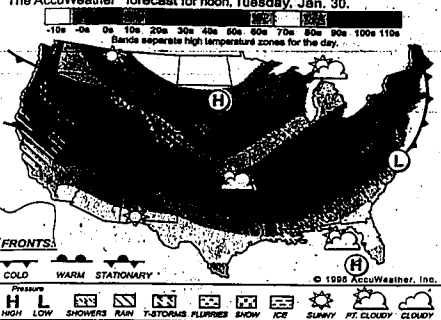 The AccuWeather® forecast for noon, Tuesday, Jan. 30.
-10s -0s 0s 10s 20s 30s 40s 50s 60s 70s 80s 90s 100s 110s
Bands separate high temperature zones for the day.
H
L
H
FRONTS:
COLD WARM STATIONARY
© 1996 AccuWeather, Inc.
Pressure
H L
HIGH LOW SHOWERS RAIN T-STORMS FLURRIES SNOW ICE SUNNY PT. CLOUDY CLOUDY